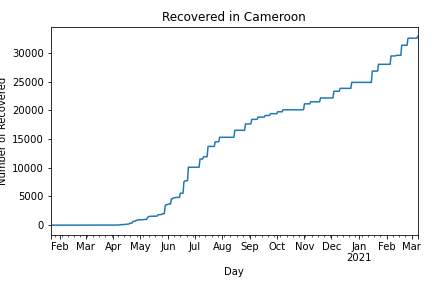 Recovered in Cameroon
Number of Recovered
30000
25000
20000
15000
10000
5000
0
Feb Mar Apr May Jun Jul Aug Sep Oct Nov Dec Jan Feb Mar
2021
Day